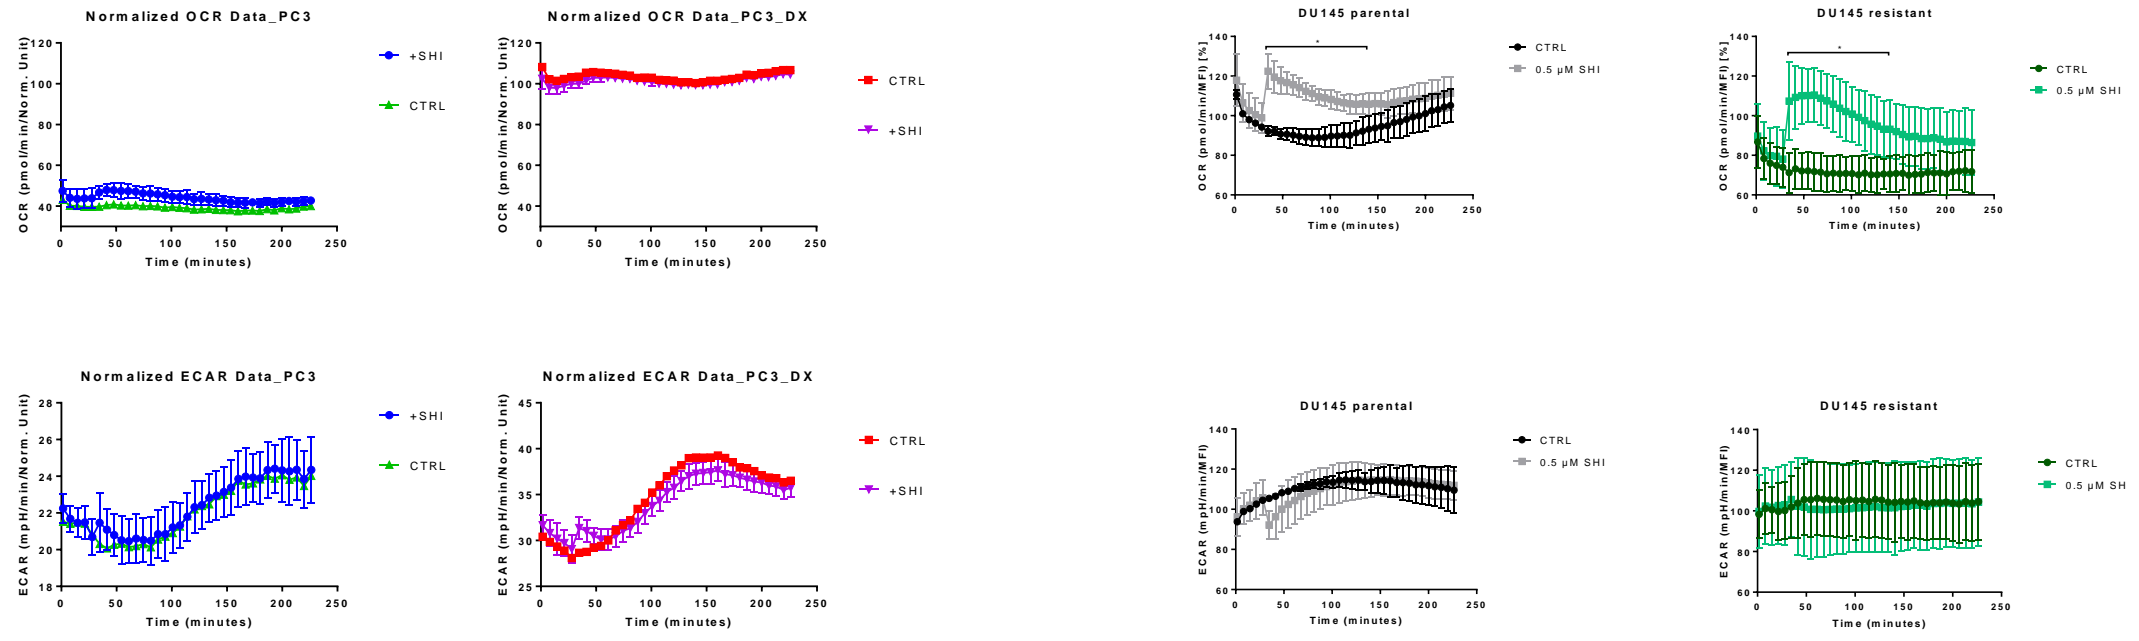 Normalized OCR Data_PC3
OCR (pmol/min/Norm. Unit)
120
100
80
60
40
0 50 100 150 200 250
Time (minutes)
+SHI
CTRL
Normalized OCR Data_PC3_DX
OCR (pmol/min/Norm. Unit)
120
100
80
60
40
0 50 100 150 200 250
Time (minutes)
CTRL
+SHI
DU145 parental
OCR (pmol/min/MFI) [%]
140
120
100
80
60
0 50 100 150 200 250
Time (minutes)
*
CTRL
0.5 µM SHI
DU145 resistant
OCR (pmol/min/MFI) [%]
140
120
100
80
60
0 50 100 150 200 250
Time (minutes)
*
CTRL
0.5 µM SHI
Normalized ECAR Data_PC3
ECAR (mpH/min/Norm. Unit)
28
26
24
22
20
18
0 50 100 150 200 250
Time (minutes)
+SHI
CTRL
Normalized ECAR Data_PC3_DX
ECAR (mpH/min/Norm. Unit)
45
40
35
30
25
0 50 100 150 200 250
Time (minutes)
CTRL
+SHI
DU145 parental
ECAR (mpH/min/MFI)
140
120
100
80
60
0 50 100 150 200 250
Time (minutes)
CTRL
0.5 µM SHI
DU145 resistant
ECAR (mpH/min/MFI)
140
120
100
80
60
0 50 100 150 200 250
Time (minutes)
CTRL
0.5 µM SH